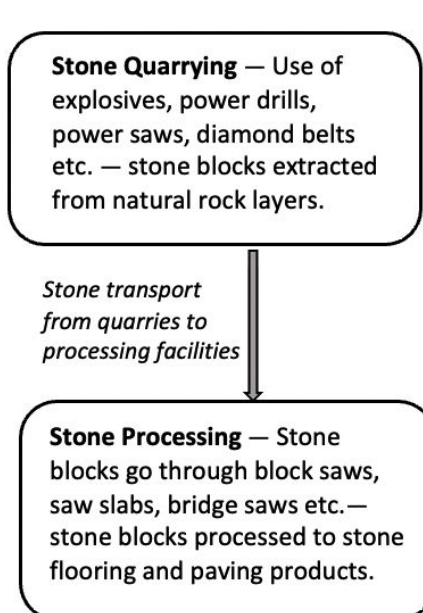 Stone Quarrying — Use of
explosives, power drills,
power saws, diamond belts
etc. — stone blocks extracted
from natural rock layers.
Stone transport
from quarries to
processing facilities
Stone Processing — Stone
blocks go through block saws,
saw slabs, bridge saws etc.—
stone blocks processed to stone
flooring and paving products.